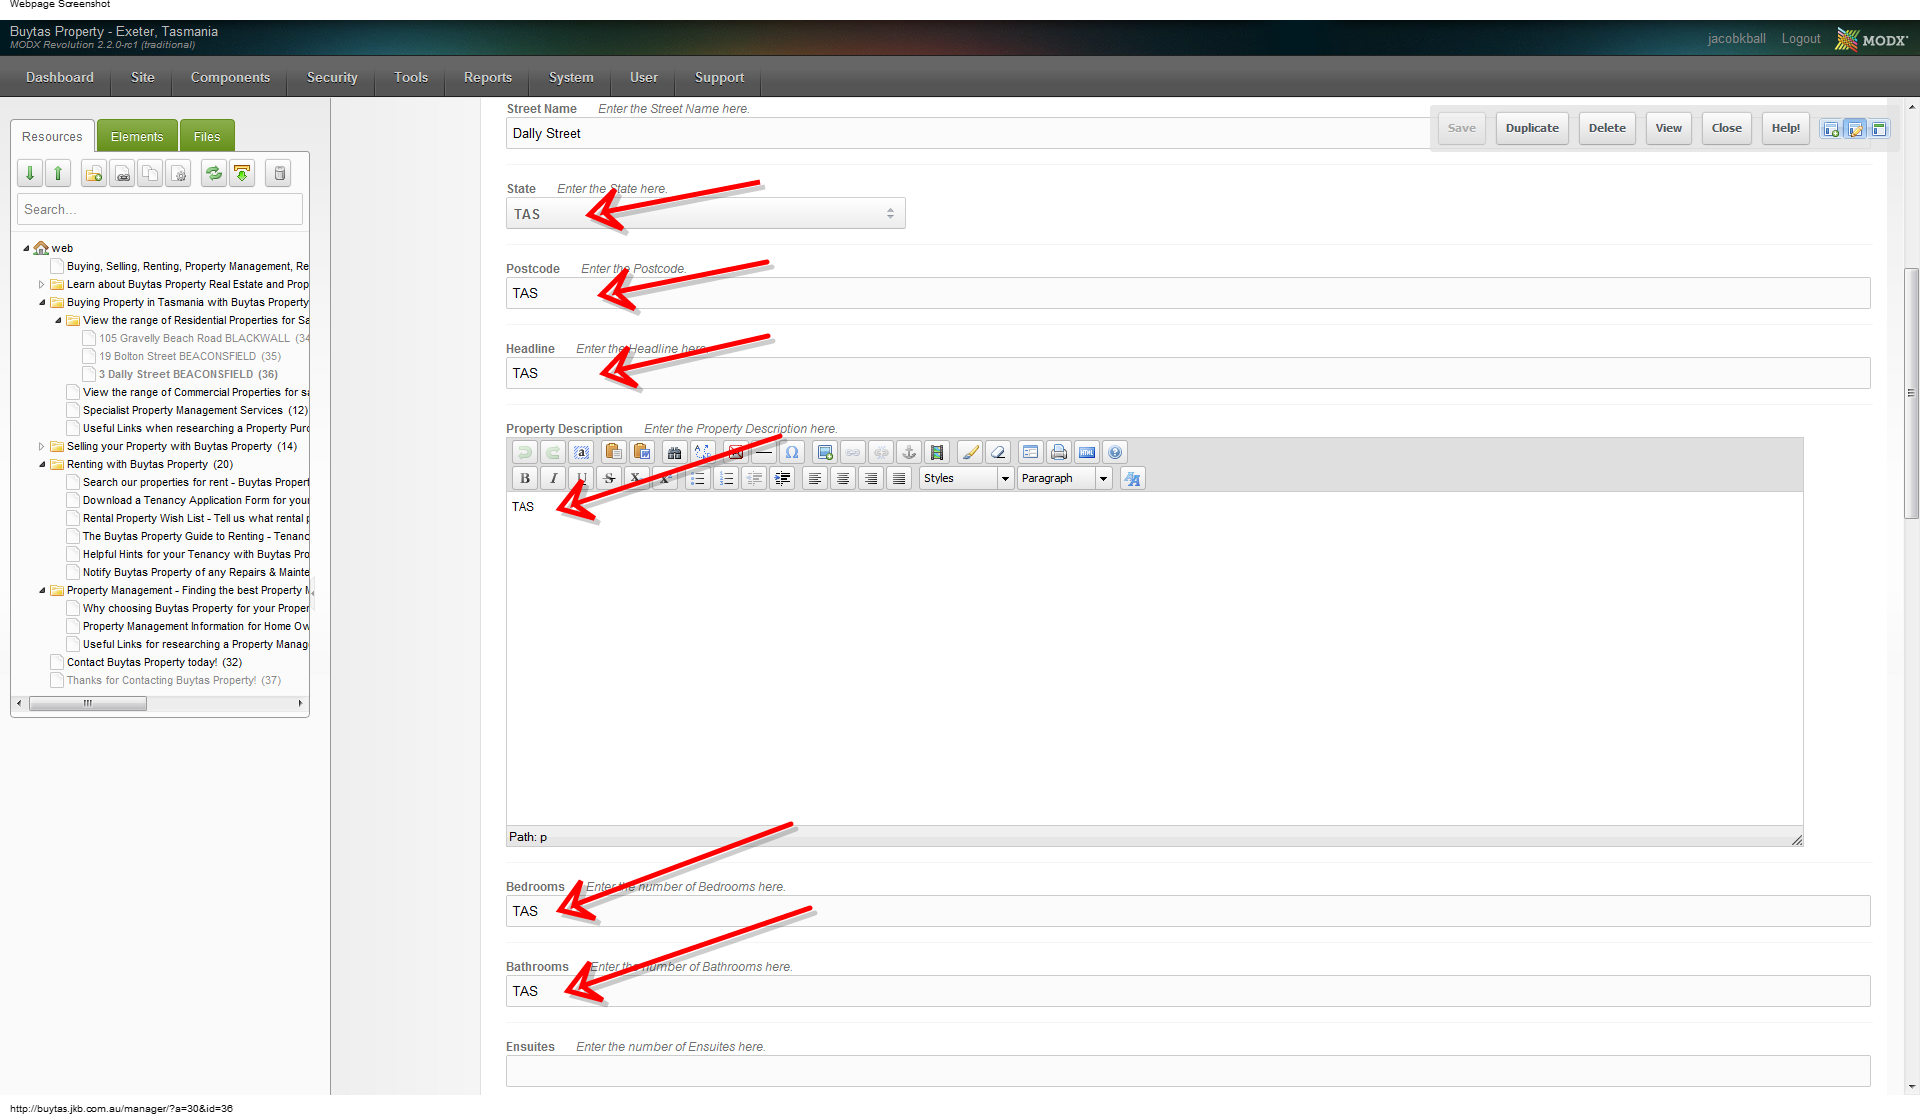 Webpage Screenshot
Buytas Property - Exeter, Tasmania
MODX Revolution 2.2.0-rc1 (traditional)
jacobkball Logout MODX
Dashboard Site Components Security Tools Reports System User Support
Resources Elements Files
Search...
web
Buying, Selling, Renting, Property Management, Re
Learn about Buytas Property Real Estate and Prop
Buying Property in Tasmania with Buytas Property
View the range of Residential Properties for Sa
105 Gravelly Beach Road BLACKWALL (34
19 Bolton Street BEACONSFIELD (35)
3 Dally Street BEACONSFIELD (36)
View the range of Commercial Properties for sa
Specialist Property Management Services (12)
Useful Links when researching a Property Purc
Selling your Property with Buytas Property (14)
Renting with Buytas Property (20)
Search our properties for rent - Buytas Propert
Download a Tenancy Application Form for your
Rental Property Wish List - Tell us what rental p
The Buytas Property Guide to Renting - Tenanc
Helpful Hints for your Tenancy with Buytas Pro
Notify Buytas Property of any Repairs & Mainte
Property Management - Finding the best Property M
Why choosing Buytas Property for your Proper
Property Management Information for Home Ow
Useful Links for researching a Property Manag
Contact Buytas Property today! (32)
Thanks for Contacting Buytas Property! (37)
Street Name Enter the Street Name here.
Dally Street
Save Duplicate Delete View Close Help!
State Enter the State here.
TAS
Postcode Enter the Postcode.
TAS
Headline Enter the Headline here.
TAS
Property Description Enter the Property Description here.
Styles Paragraph
TAS
Path: p
Bedrooms Enter the number of Bedrooms here.
TAS
Bathrooms Enter the number of Bathrooms here.
TAS
Ensuites Enter the number of Ensuites here.
http://buytas.jkb.com.au/manager/?a=30&id=36